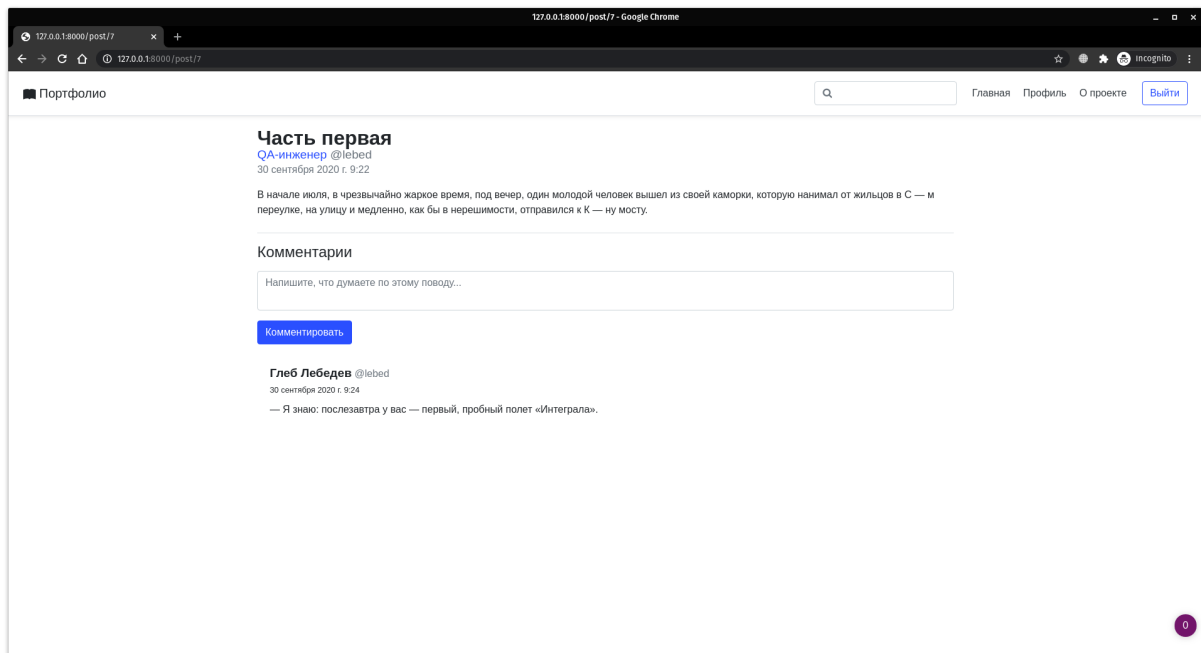 127.0.0.1:8000/post/7 - Google Chrome
127.0.0.1:8000/post/7
127.0.0.1:8000/post/7
Incognito
Портфолио
Главная Профиль О проекте Выйти
Часть первая
QA-инженер @lebed
30 сентября 2020 г. 9:22
В начале июля, в чрезвычайно жаркое время, под вечер, один молодой человек вышел из своей каморки, которую нанимал от жильцов в С — м
переулке, на улицу и медленно, как бы в нерешимости, отправился к К — ну мосту.
Комментарии
Напишите, что думаете по этому поводу...
Комментировать
Глеб Лебедев @lebed
30 сентября 2020 г. 9:24
— Я знаю: послезавтра у вас — первый, пробный полет «Интеграла».
0